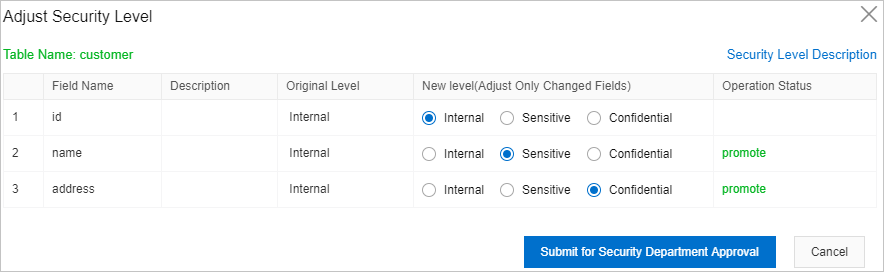 Adjust Security Level
Table Name: customer Security Level Description
Field Name Description Original Level New level(Adjust Only Changed Fields) Operation Status
1 id Internal Internal Sensitive Confidential
2 name Internal Internal Sensitive Confidential promote
3 address Internal Internal Sensitive Confidential promote
Submit for Security Department Approval Cancel